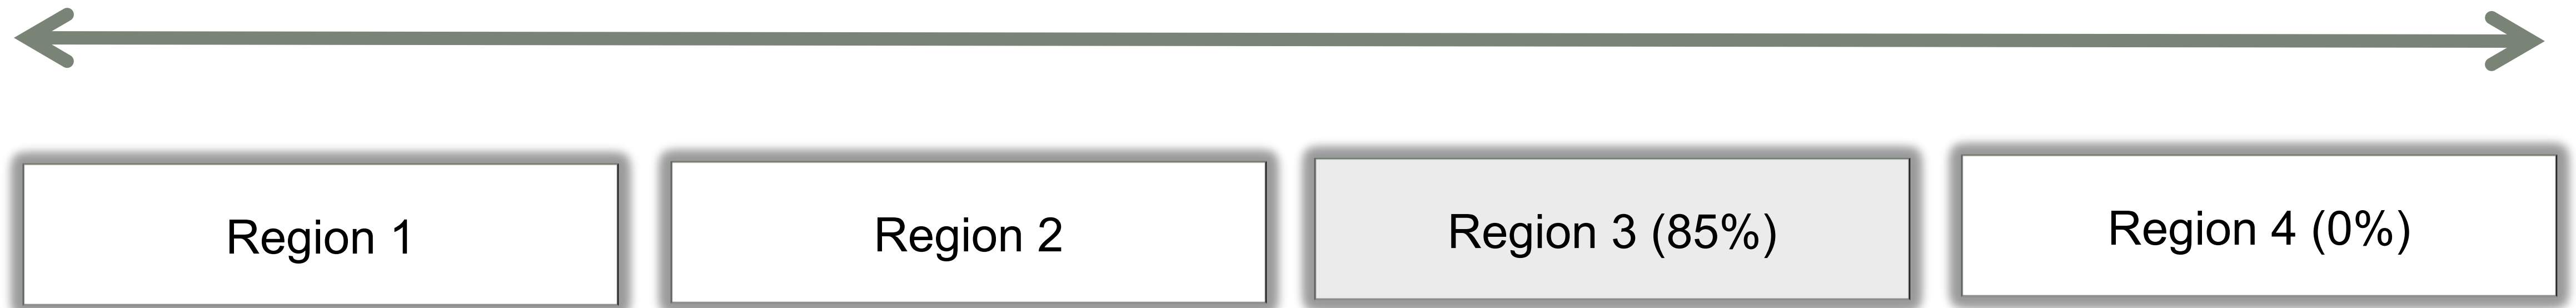 Region 1
Region 2
Region 3 (85%)
Region 4 (0%)